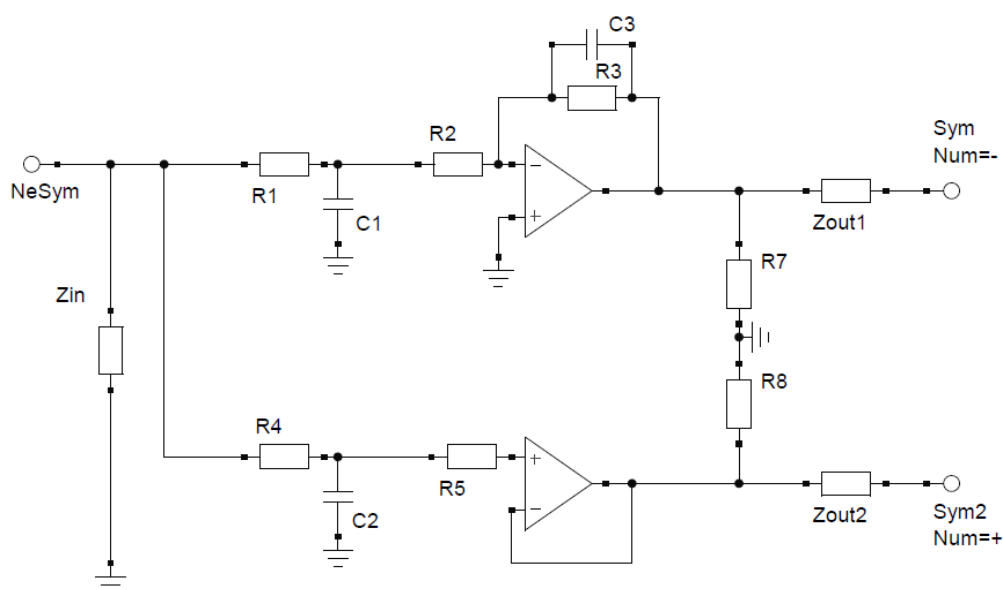 C3
R3
R2
Sym
Num=-
NeSym
R1
C1
Zout1
R7
Zin
R8
R4
R5
C2
Zout2
Sym2
Num=+